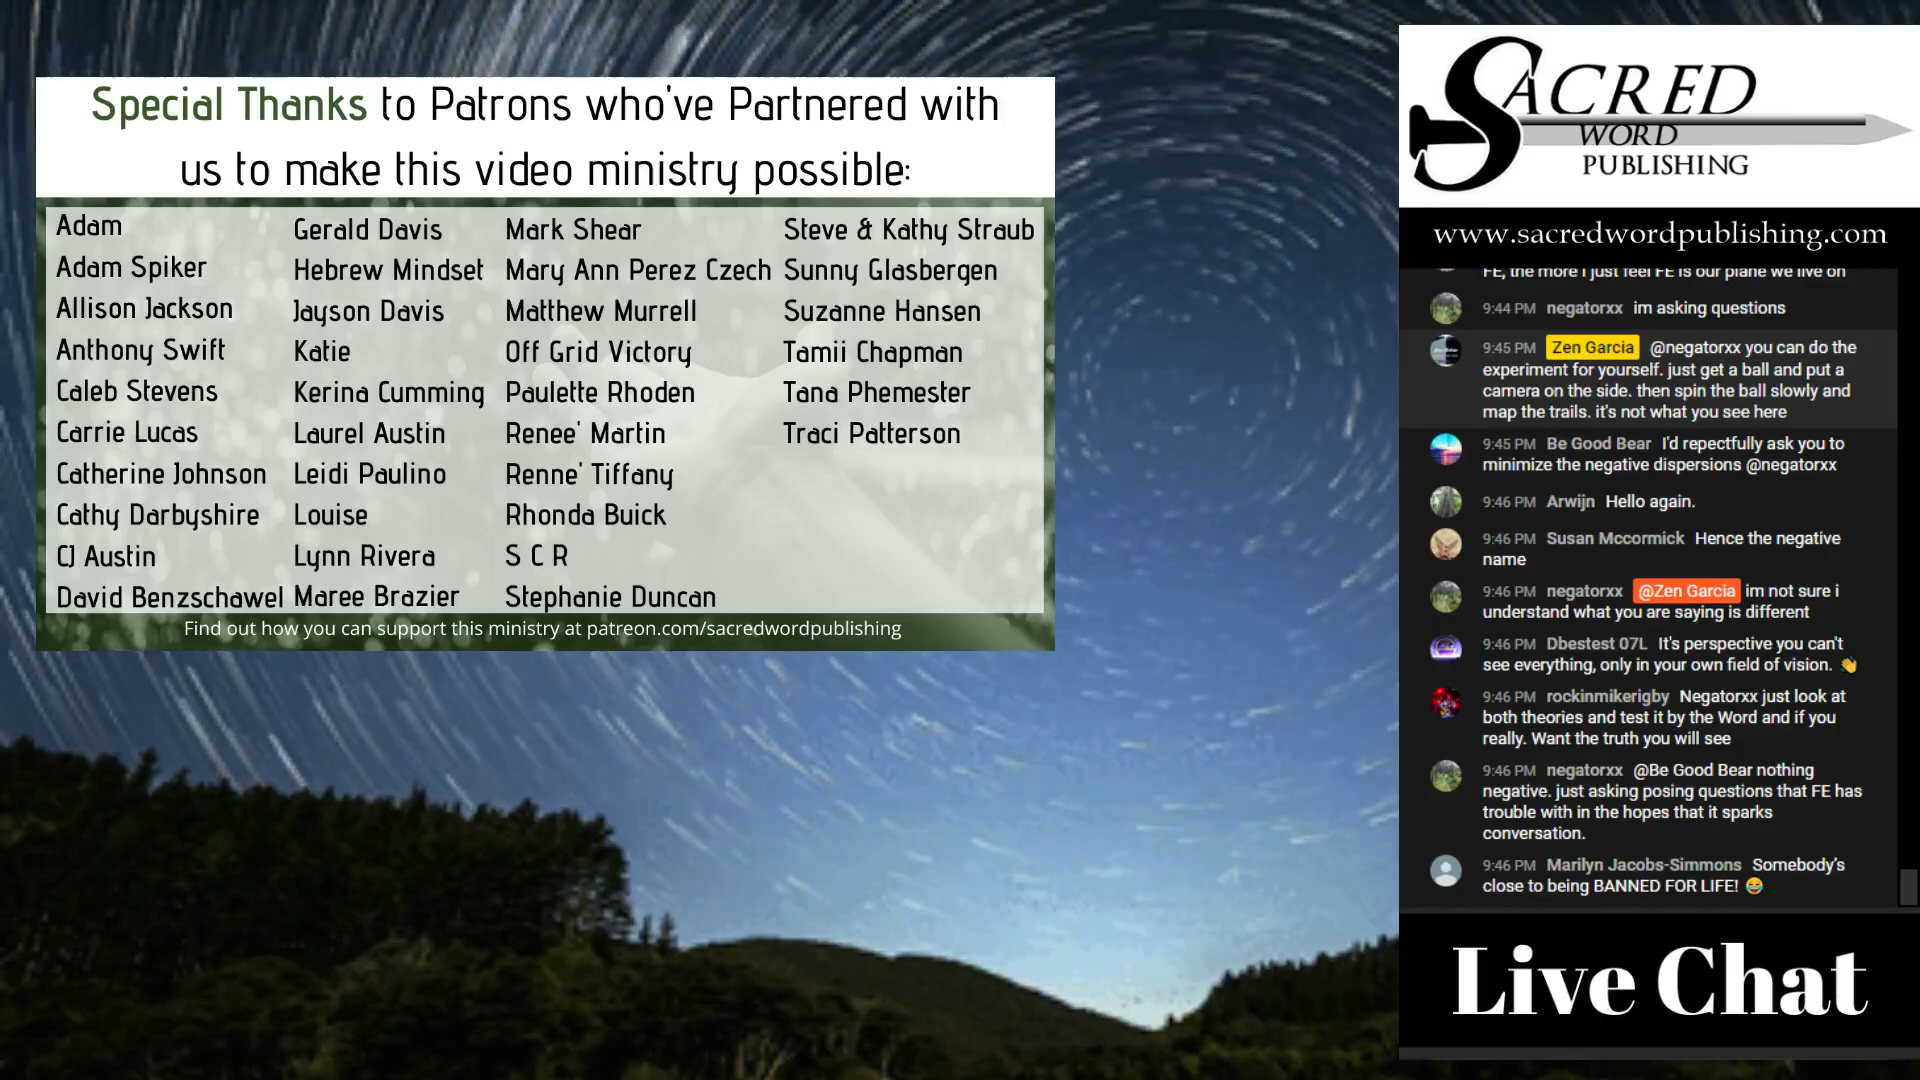 Special Thanks to Patrons who've Partnered with
us to make this video ministry possible:
Adam
Adam Spiker
Allison Jackson
Anthony Swift
Caleb Stevens
Carrie Lucas
Catherine Johnson
Cathy Darbyshire
CJ Austin
David Benzschawel
Gerald Davis
Hebrew Mindset
Jayson Davis
Katie
Kerina Cumming
Laurel Austin
Leidi Paulino
Louise
Lynn Rivera
Maree Brazier
Mark Shear
Mary Ann Perez Czech
Matthew Murrell
Off Grid Victory
Paulette Rhoden
Renee' Martin
Renne' Tiffany
Rhonda Buick
S C R
Stephanie Duncan
Steve & Kathy Straub
Sunny Glasbergen
Suzanne Hansen
Tamii Chapman
Tana Phemester
Traci Patterson
Find out how you can support this ministry at patreon.com/sacredwordpublishing
SACRED
WORD
PUBLISHING
www.sacredwordpublishing.com
FE, the more I just feel FE is our plane we live on
9:44 PM negatorxx im asking questions
9:45 PM Zen Garcia @negatorxx you can do the
experiment for yourself. just get a ball and put a
camera on the side. then spin the ball slowly and
map the trails. it's not what you see here
9:45 PM Be Good Bear I'd repectfully ask you to
minimize the negative dispersions @negatorxx
9:46 PM Arwijn Hello again.
9:46 PM Susan Mccormick Hence the negative
name
9:46 PM negatorxx @Zen Garcia im not sure i
understand what you are saying is different
9:46 PM Dbestest 07L It's perspective you can't
see everything, only in your own field of vision. 👏
9:46 PM rockinmikerigby Negatorxx just look at
both theories and test it by the Word and if you
really. Want the truth you will see
9:46 PM negatorxx @Be Good Bear nothing
negative. just asking posing questions that FE has
trouble with in the hopes that it sparks
conversation.
9:46 PM Marilyn Jacobs-Simmons Somebody's
close to being BANNED FOR LIFE! 😂
Live Chat